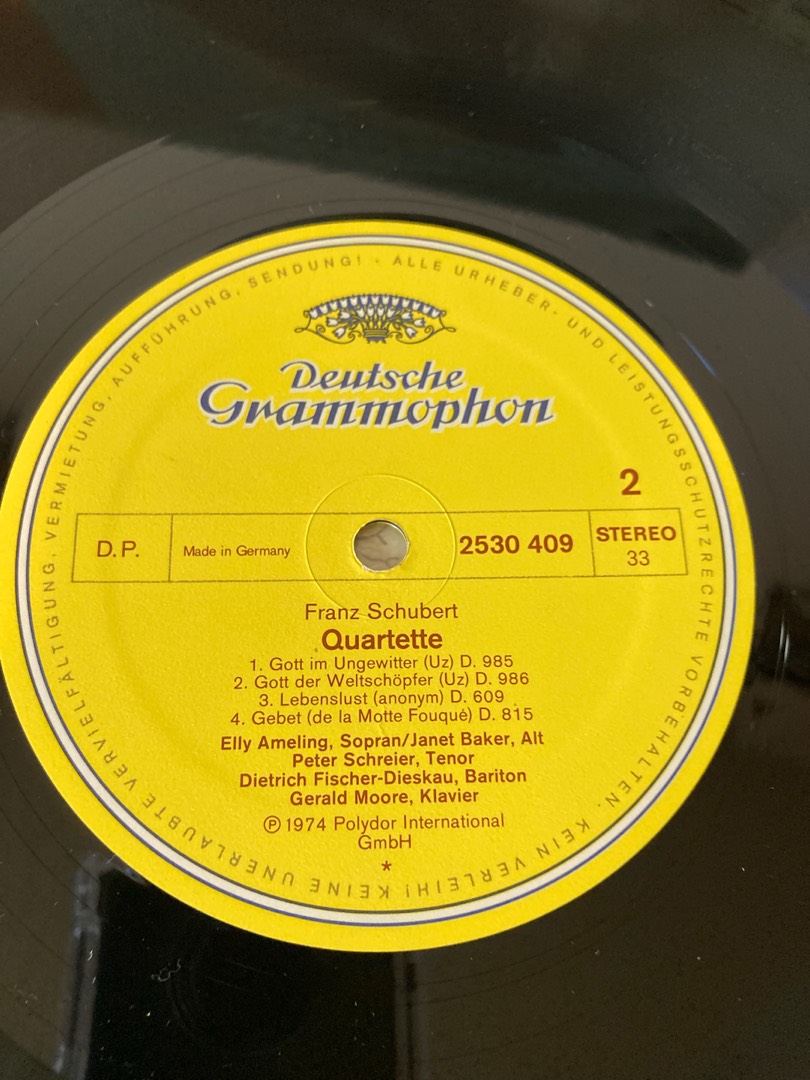 ALLE URHEBER- UND LEISTUNGSSCHUTZRECHTE VORBEHALTEN. KEIN VERLEIH! KEINE UNERLAUBTE VERVIELFÄLTIGUNG, VERMIETUNG, AUFFÜHRUNG, SENDUNG! ·
Deutsche
Grammophon
2
D.P.
Made in Germany
2530 409
STEREO
33
Franz Schubert
Quartette
1. Gott im Ungewitter (Uz) D. 985
2. Gott der Weltschöpfer (Uz) D. 986
3. Lebenslust (anonym) D. 609
4. Gebet (de la Motte Fouqué) D. 815
Elly Ameling, Sopran/Janet Baker, Alt
Peter Schreier, Tenor
Dietrich Fischer-Dieskau, Bariton
Gerald Moore, Klavier
Ⓟ 1974 Polydor International
GmbH
*